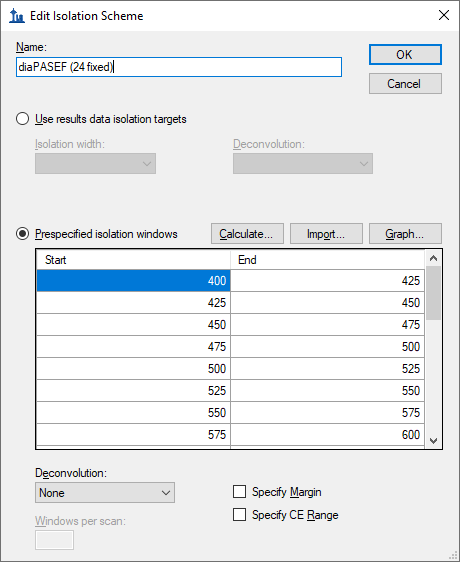 Edit Isolation Scheme
Name:
diaPASEF (24 fixed)
OK
Cancel
Use results data isolation targets
Isolation width: Deconvolution:
Prespecified isolation windows Calculate... Import... Graph...
Start End
400 425
425 450
450 475
475 500
500 525
525 550
550 575
575 600
Deconvolution:
None
Specify Margin
Windows per scan:
Specify CE Range